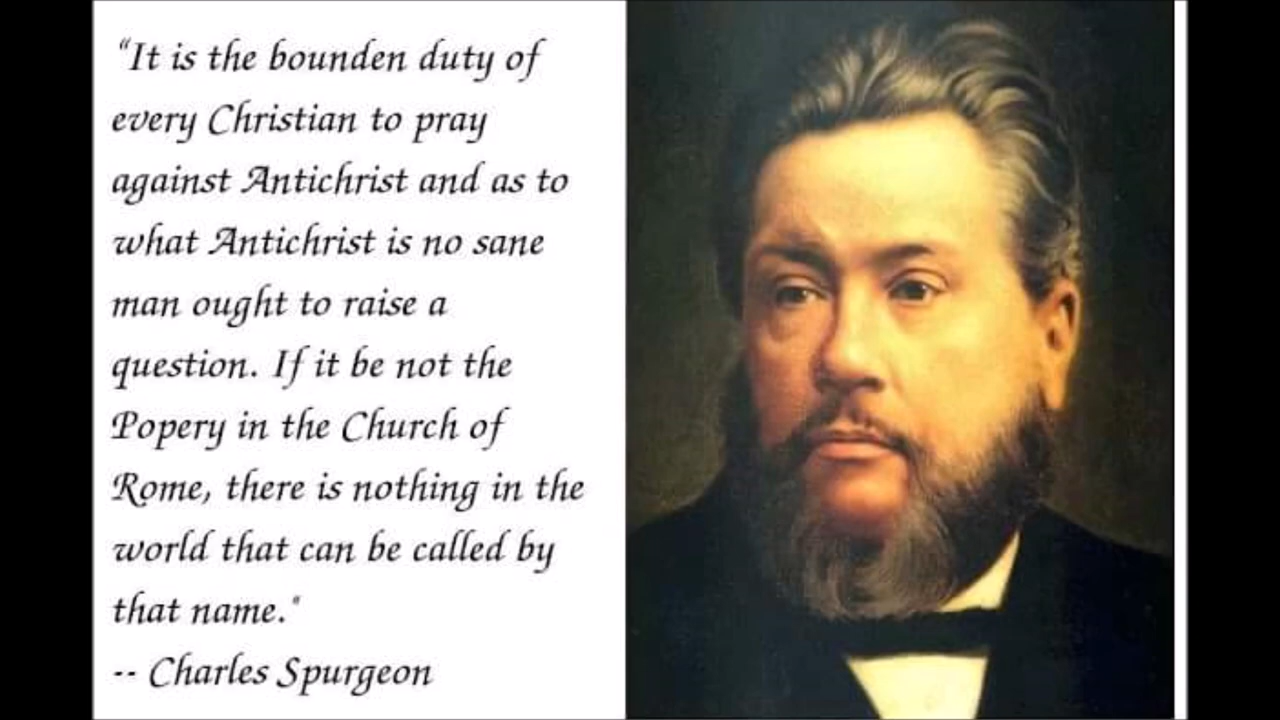 “It is the bounden duty of
every Christian to pray
against Antichrist and as to
what Antichrist is no sane
man ought to raise a
question. If it be not the
Popery in the Church of
Rome, there is nothing in the
world that can be called by
that name."
-- Charles Spurgeon